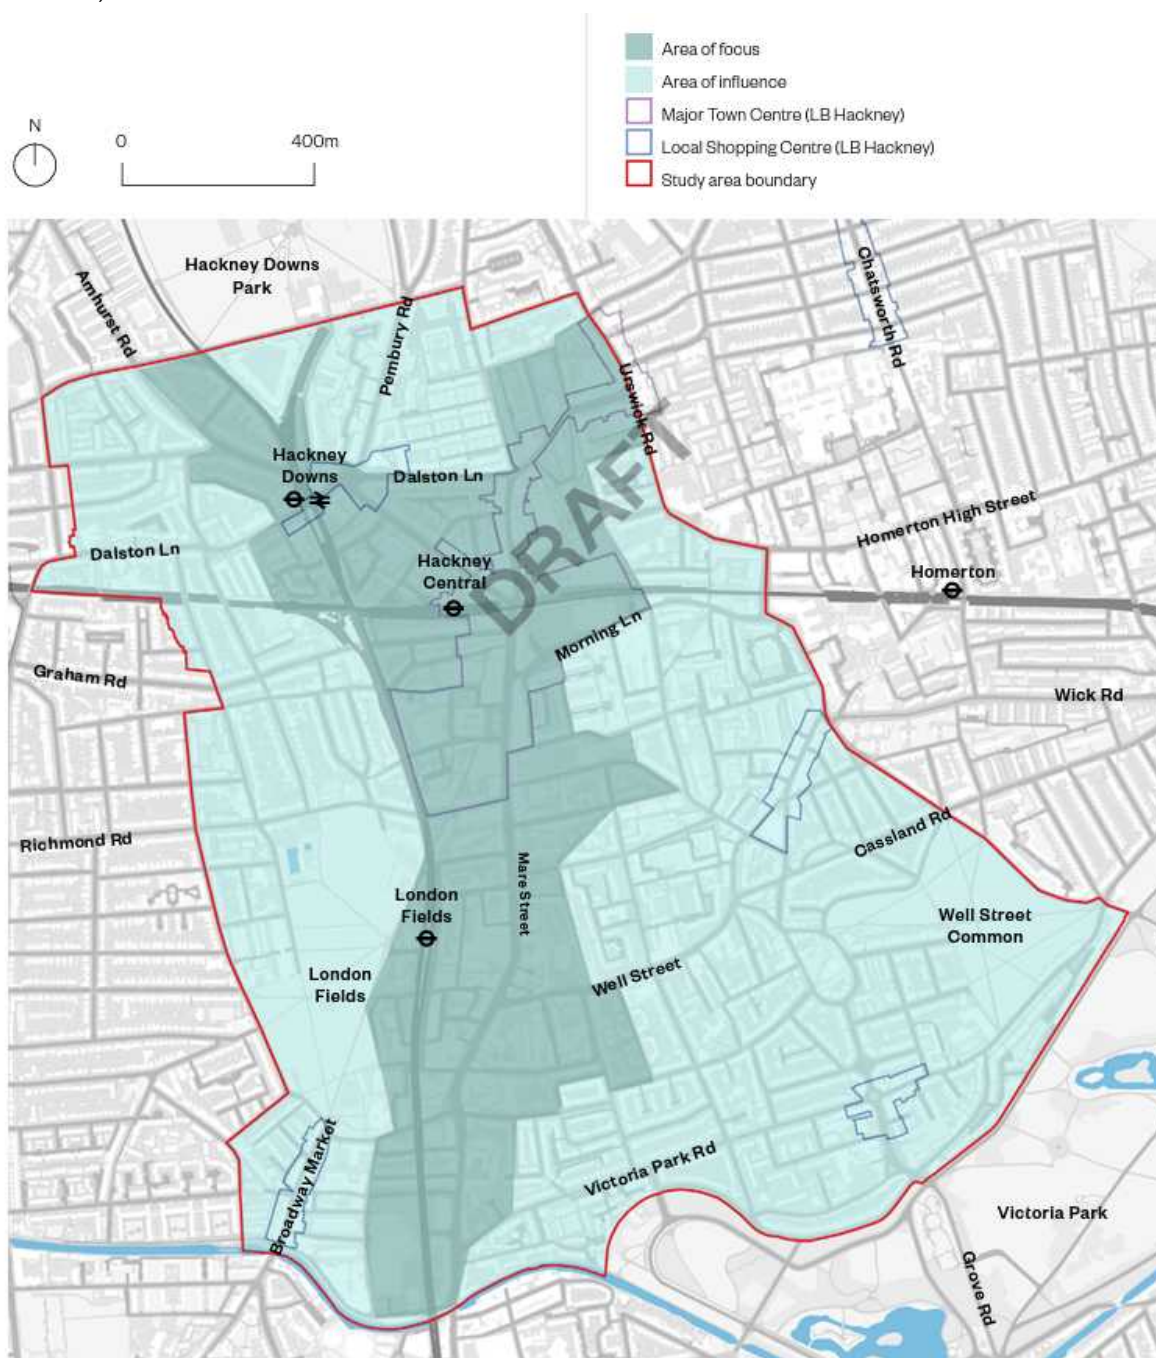 Area of focus
Area of influence
Major Town Centre (LB Hackney)
Local Shopping Centre (LB Hackney)
Study area boundary
N
0 400m
Hackney Downs
Park
Amhurst Rd
Pembury Rd
Chatsworth Rd
Urswick Rd
Hackney
Downs
Dalston Ln
DRAFT
Homerton High Street
Dalston Ln
Hackney
Central
Homerton
Morning Ln
Graham Rd
Wick Rd
Richmond Rd
Cassland Rd
Mare Street
London
Fields
Well Street
Common
London
Fields
Well Street
Broadway Market
Victoria Park Rd
Victoria Park
Grove Rd